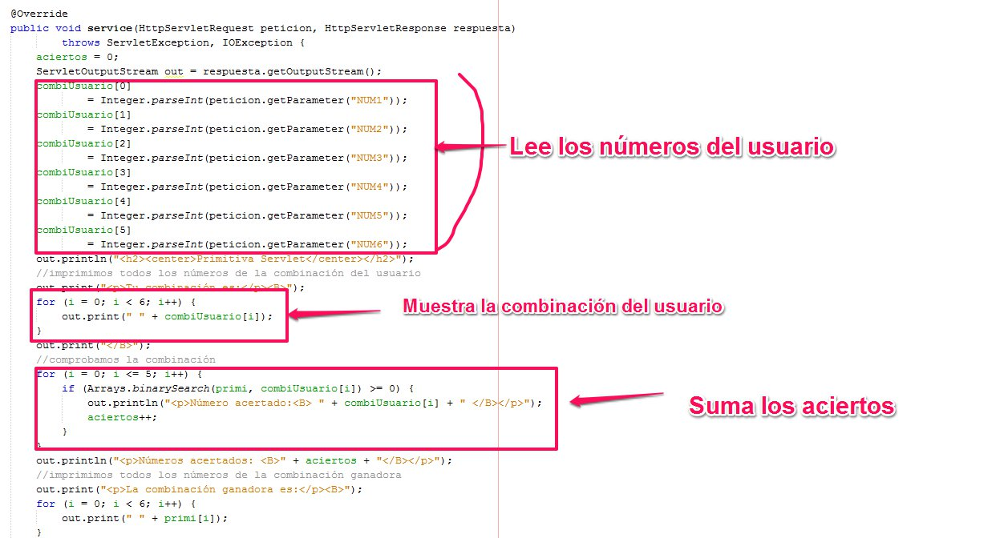 @Override
public void service(HttpServletRequest peticion, HttpServletResponse respuesta)
throws ServletException, IOException {
aciertos = 0;
ServletOutputStream out = respuesta.getOutputStream();
combiUsuario[0]
= Integer.parseInt(peticion.getParameter("NUM1"));
combiUsuario[1]
= Integer.parseInt(peticion.getParameter("NUM2"));
combiUsuario[2]
= Integer.parseInt(peticion.getParameter("NUM3"));
Lee los números del usuario
combiUsuario[3]
= Integer.parseInt(peticion.getParameter("NUM4"));
combiUsuario[4]
= Integer.parseInt(peticion.getParameter("NUM5"));
combiUsuario[5]
= Integer.parseInt(peticion.getParameter("NUM6"));
out.println("<h2><center>Primitiva Servlet</center></h2>");
//imprimimos todos los números de la combinación del usuario
out.print("<p>Tu combinación es:</p><B>");
for (i = 0; i < 6; i++) {
Muestra la combinación del usuario
out.print(" " + combiUsuario[i]);
}
out.print("</B>");
//comprobamos la combinación
for (i = 0; i <= 5; i++) {
if (Arrays.binarySearch(primi, combiUsuario[i]) >= 0) {
out.println("<p>Número acertado:<B> " + combiUsuario[i] + " </B></p>");
Suma los aciertos
aciertos++;
}
}
out.println("<p>Números acertados: <B>" + aciertos + "</B></p>");
//imprimimos todos los números de la combinación ganadora
out.print("<p>La combinación ganadora es:</p><B>");
for (i = 0; i < 6; i++) {
out.print(" " + primi[i]);
}